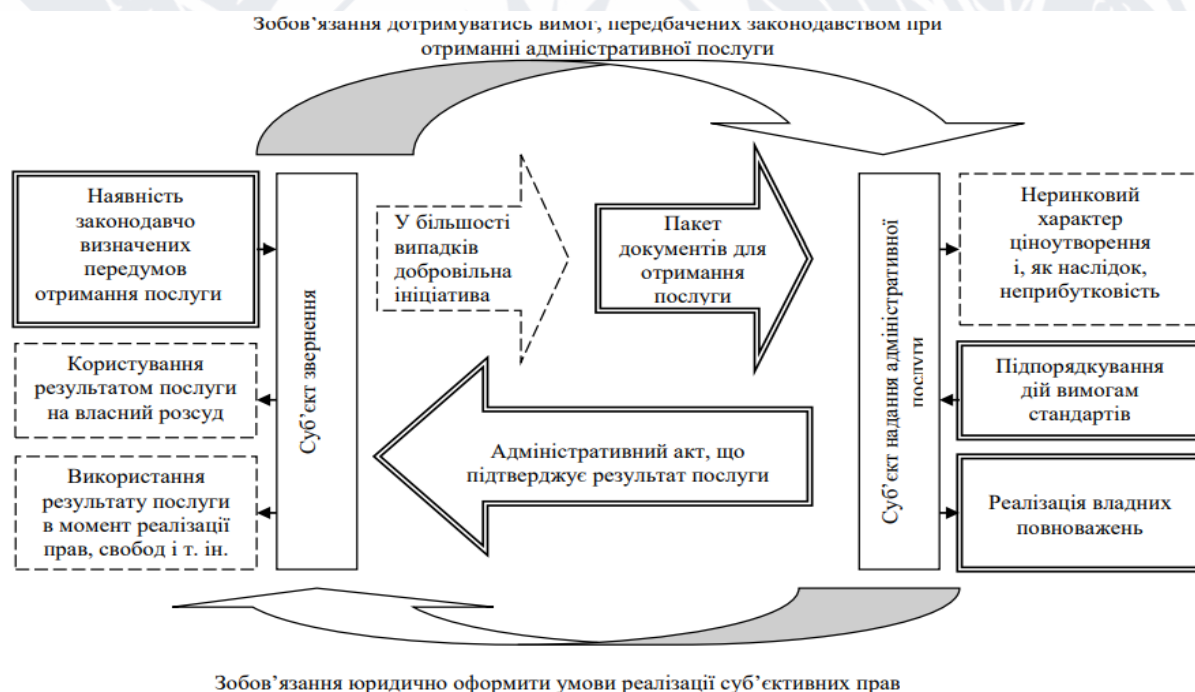 Зобов’язання дотримуватись вимог, передбачених законодавством при
отриманні адміністративної послуги
Наявність
законодавчо
визначених
передумов
отримання послуги
Користування
результатом послуги
на власний розсуд
Використання
результату послуги
в момент реалізації
прав, свобод і т. ін.
Суб’єкт звернення
У більшості
випадків
добровільна
ініціатива
Пакет
документів для
отримання
послуги
Адміністративний акт, що
підтверджує результат послуги
Суб’єкт надання адміністративної
послуги
Неринковий
характер
ціноутворення
і, як наслідок,
неприбутковість
Підпорядкування
дій вимогам
стандартів
Реалізація владних
повноважень
Зобов’язання юридично оформити умови реалізації суб’єктивних прав